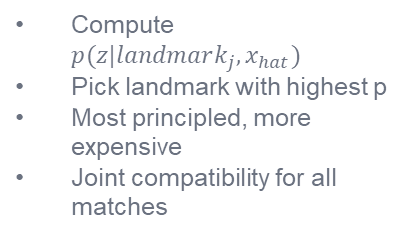 • Compute
p(z|landmark_j, x_hat)
• Pick landmark with highest p
• Most principled, more
expensive
• Joint compatibility for all
matches